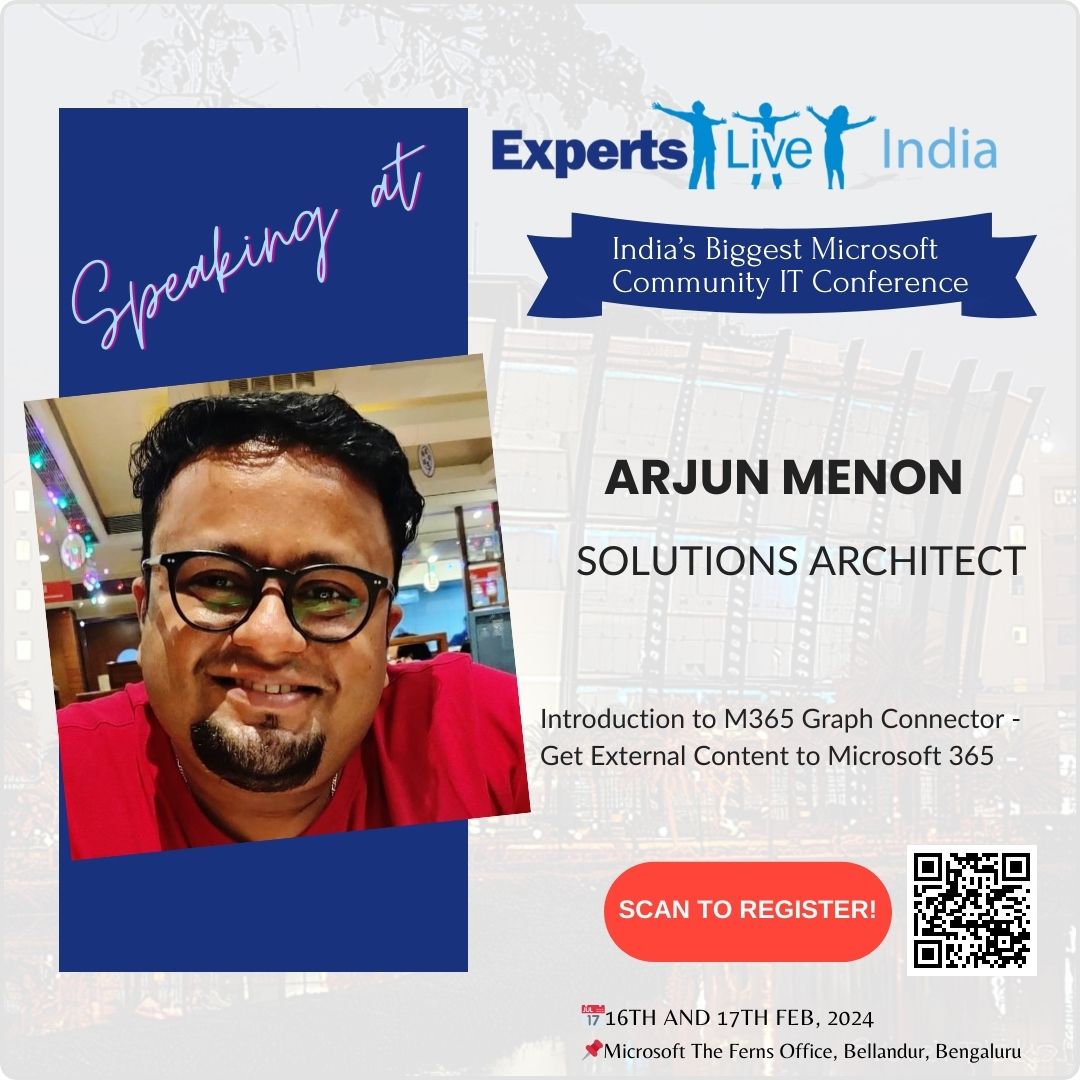 Speaking at
Experts Live India
India's Biggest Microsoft
Community IT Conference
ARJUN MENON
SOLUTIONS ARCHITECT
Introduction to M365 Graph Connector -
Get External Content to Microsoft 365
SCAN TO REGISTER!
📅16TH AND 17TH FEB, 2024
📌Microsoft The Ferns Office, Bellandur, Bengaluru